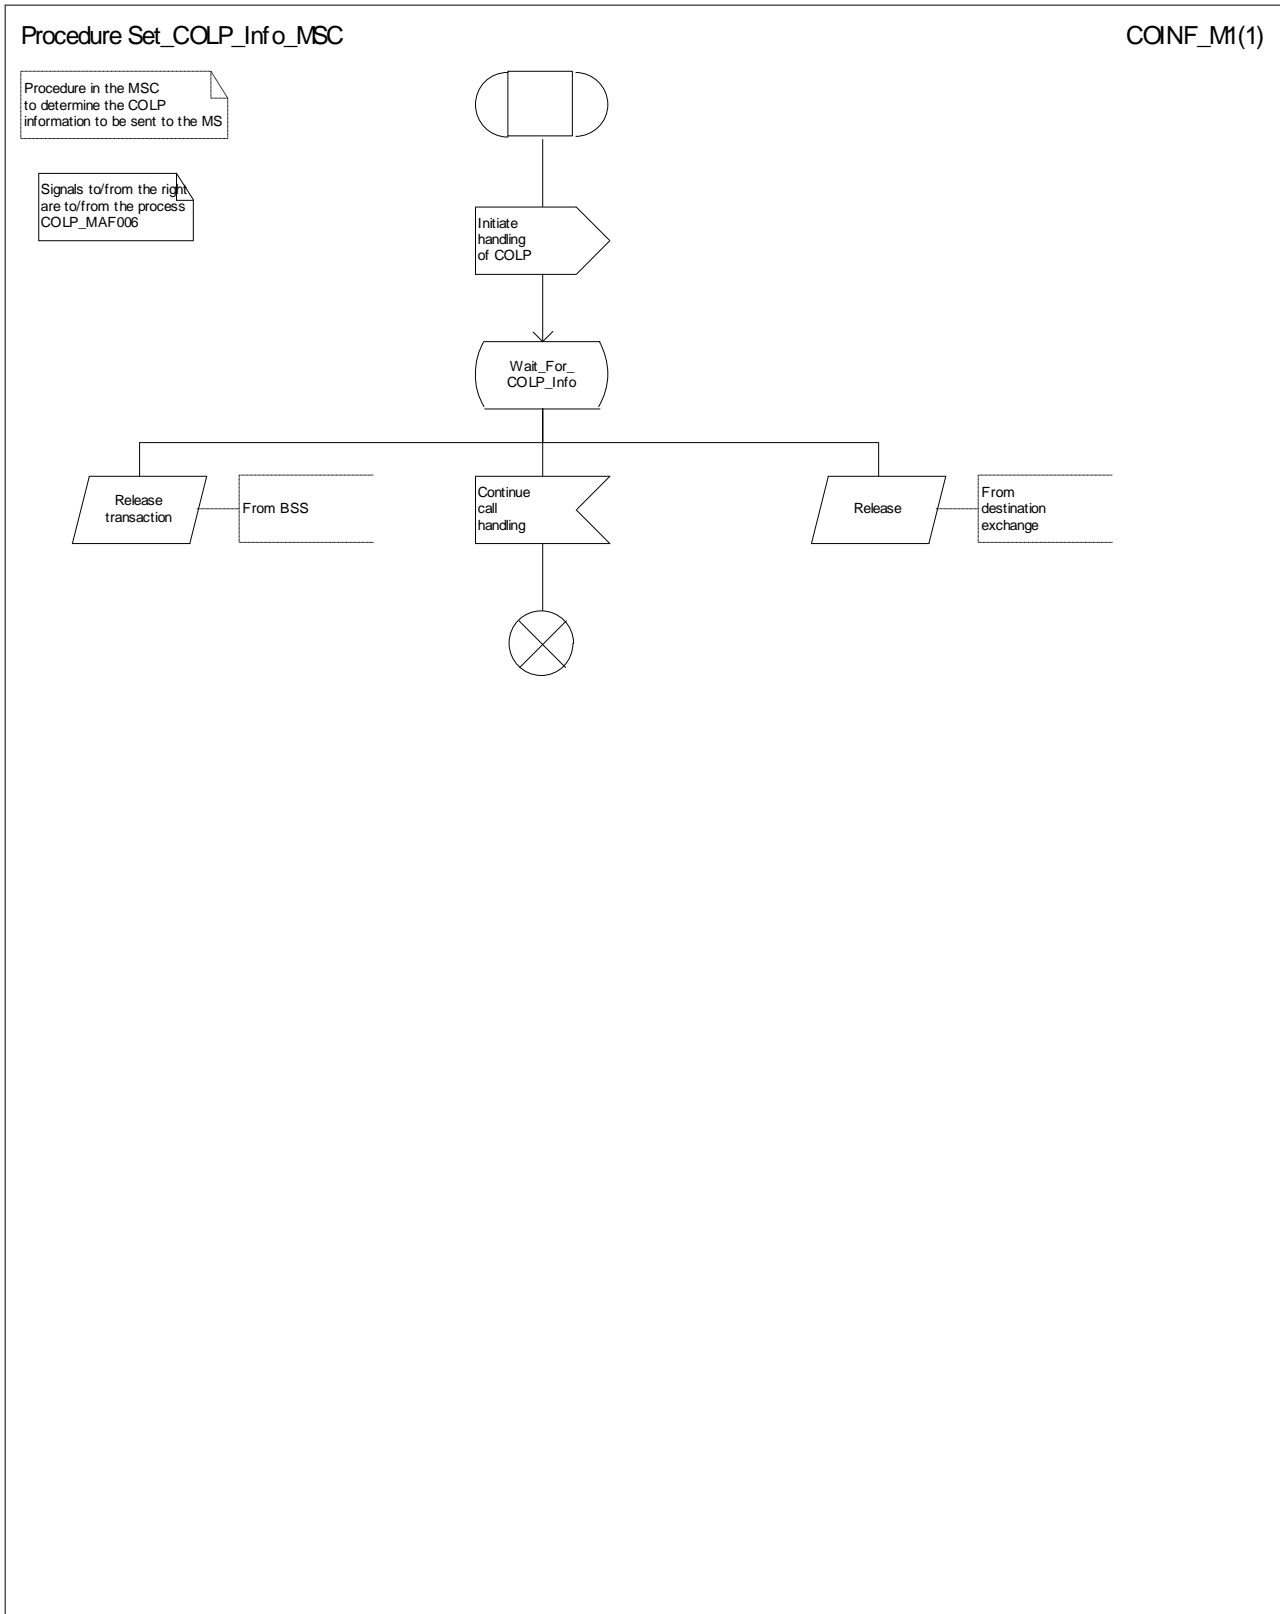 Procedure Set_COLP_Info_MSC
COINF_M1(1)
Procedure in the MSC
to determine the COLP
information to be sent to the MS
Signals to/from the right
are to/from the process
COLP_MAF006
Initiate
handling
of COLP
Wait_For_
COLP_Info
Release
transaction
From BSS
Continue
call
handling
Release
From
destination
exchange